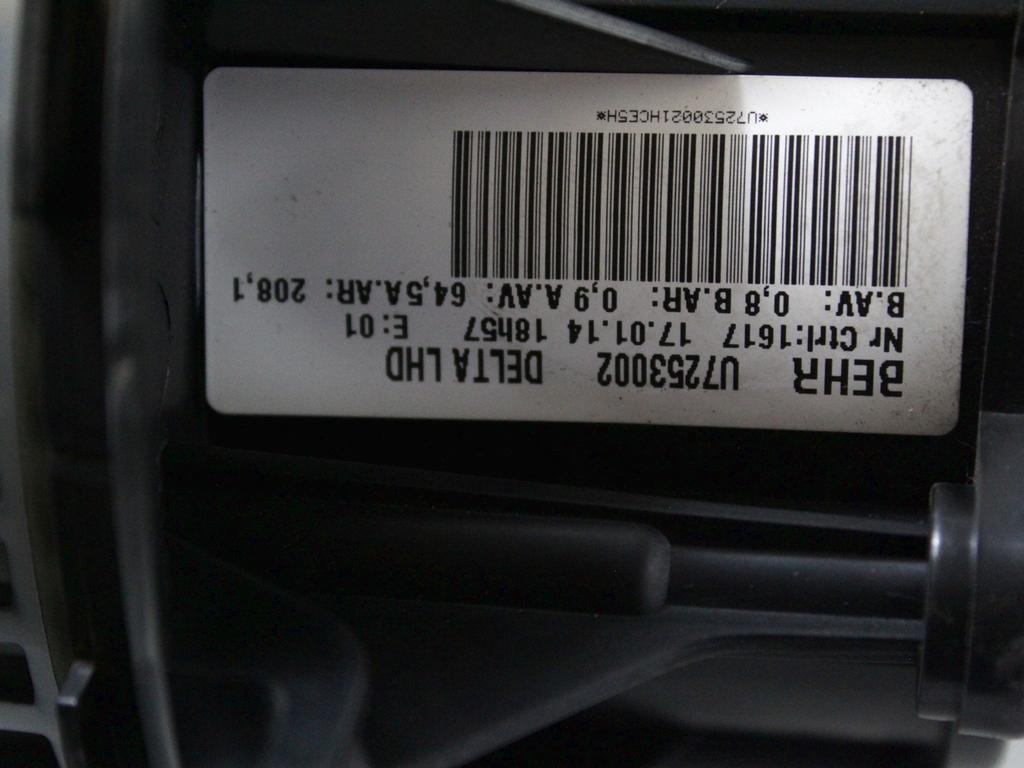 BEHR U7253002 DELTA LHD
Nr Ctrl:1617 17.01.14 18h57 E: 01
B.AV: 0,8 B.AR: 0,9 A.AV: 64,5A.AR: 208,1
*U72530021HCE5H*